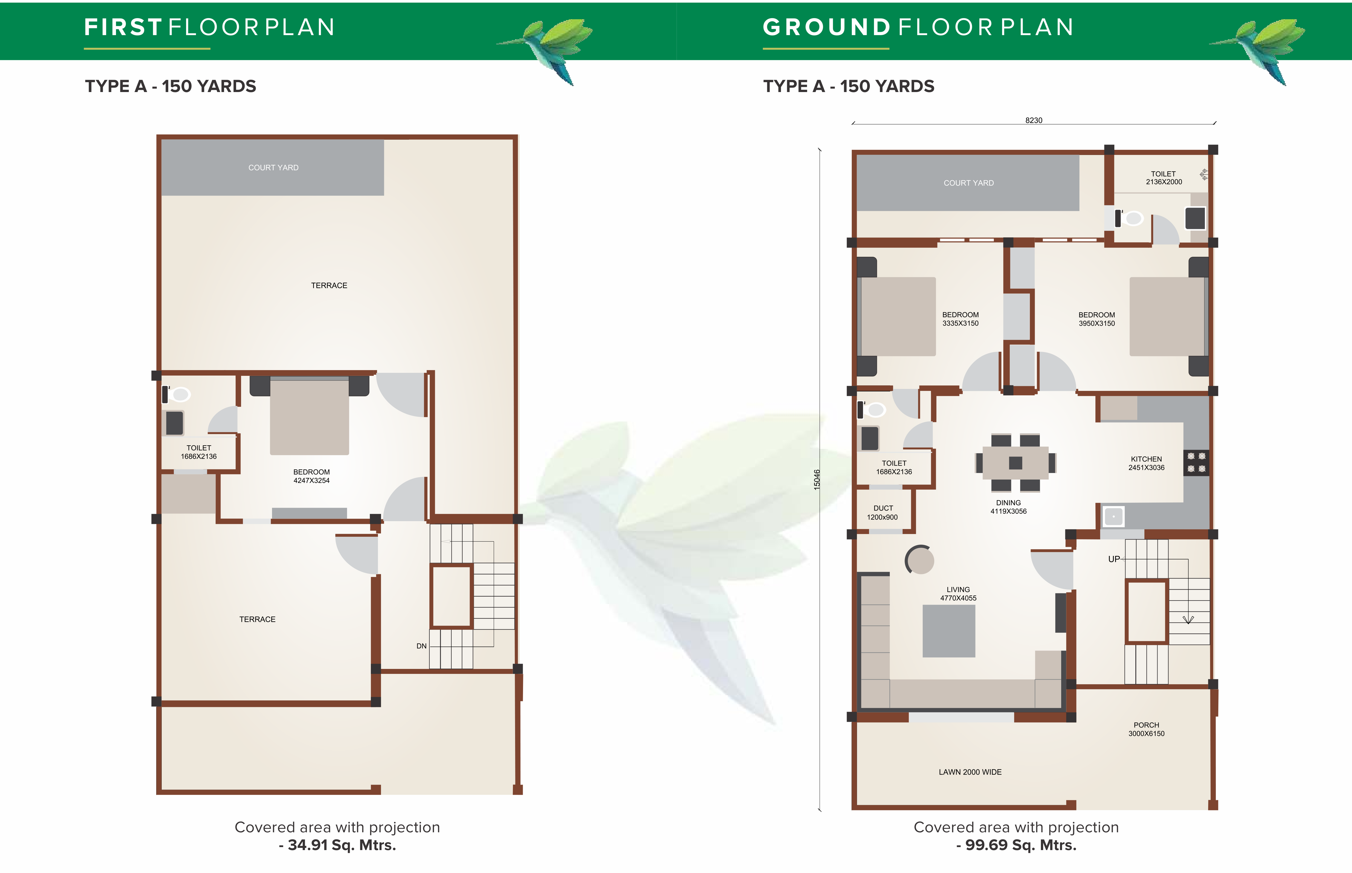 FIRST FLOOR PLAN
TYPE A - 150 YARDS
COURT YARD
TERRACE
TOILET
1686X2136
BEDROOM
4247X3254
TERRACE
DN
Covered area with projection
- 34.91 Sq. Mtrs.
GROUND FLOOR PLAN
TYPE A - 150 YARDS
8230
15046
COURT YARD
TOILET
2136X2000
BEDROOM
3335X3150
BEDROOM
3950X3150
TOILET
1686X2136
KITCHEN
2451X3036
DINING
4119X3056
DUCT
1200x900
UP
LIVING
4770X4055
PORCH
3000X6150
LAWN 2000 WIDE
Covered area with projection
- 99.69 Sq. Mtrs.